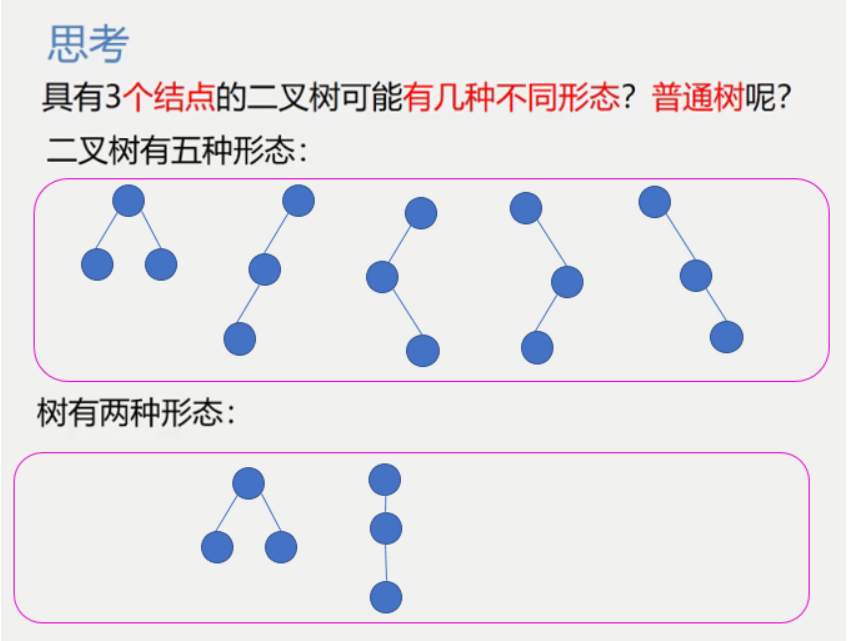 思考
具有3个结点的二叉树可能有几种不同形态？普通树呢？
二叉树有五种形态：
树有两种形态：